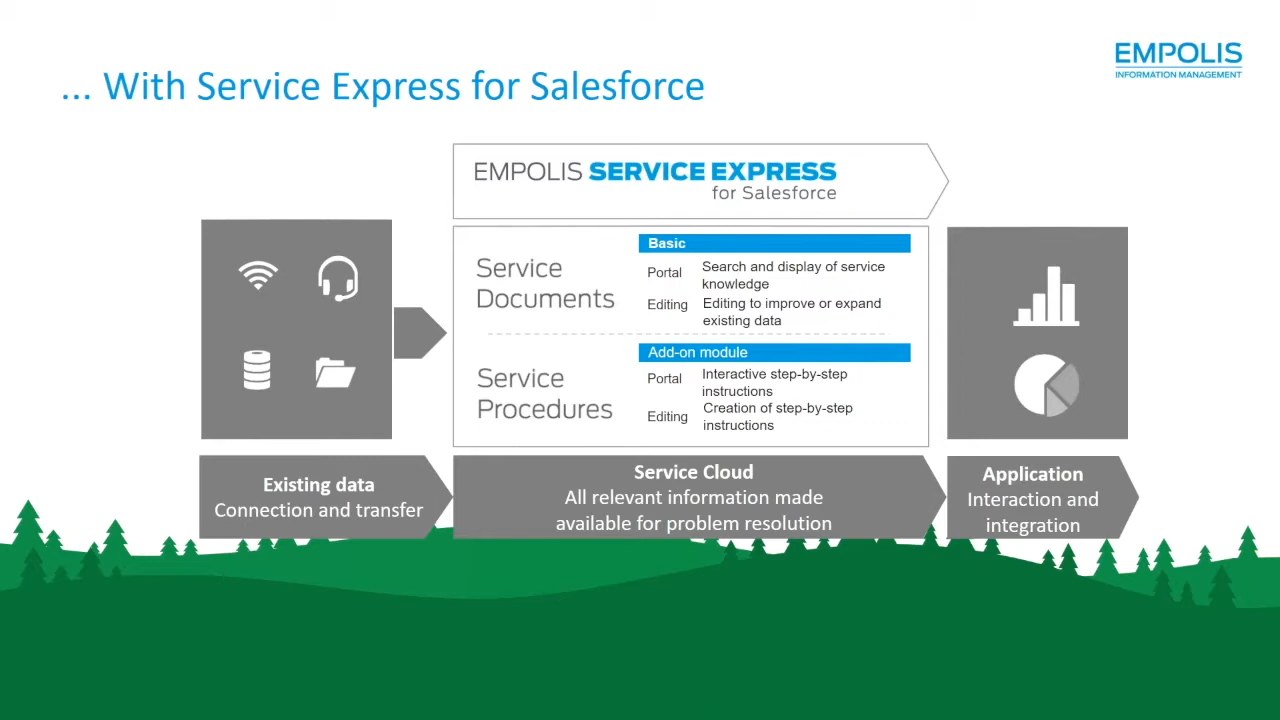 EMPOLIS
INFORMATION MANAGEMENT
... With Service Express for Salesforce
EMPOLIS SERVICE EXPRESS
for Salesforce
Service
Documents
Basic
Portal
Search and display of service
knowledge
Editing
Editing to improve or expand
existing data
Service
Procedures
Add-on module
Portal
Interactive step-by-step
instructions
Editing
Creation of step-by-step
instructions
Existing data
Connection and transfer
Service Cloud
All relevant information made
available for problem resolution
Application
Interaction and
integration